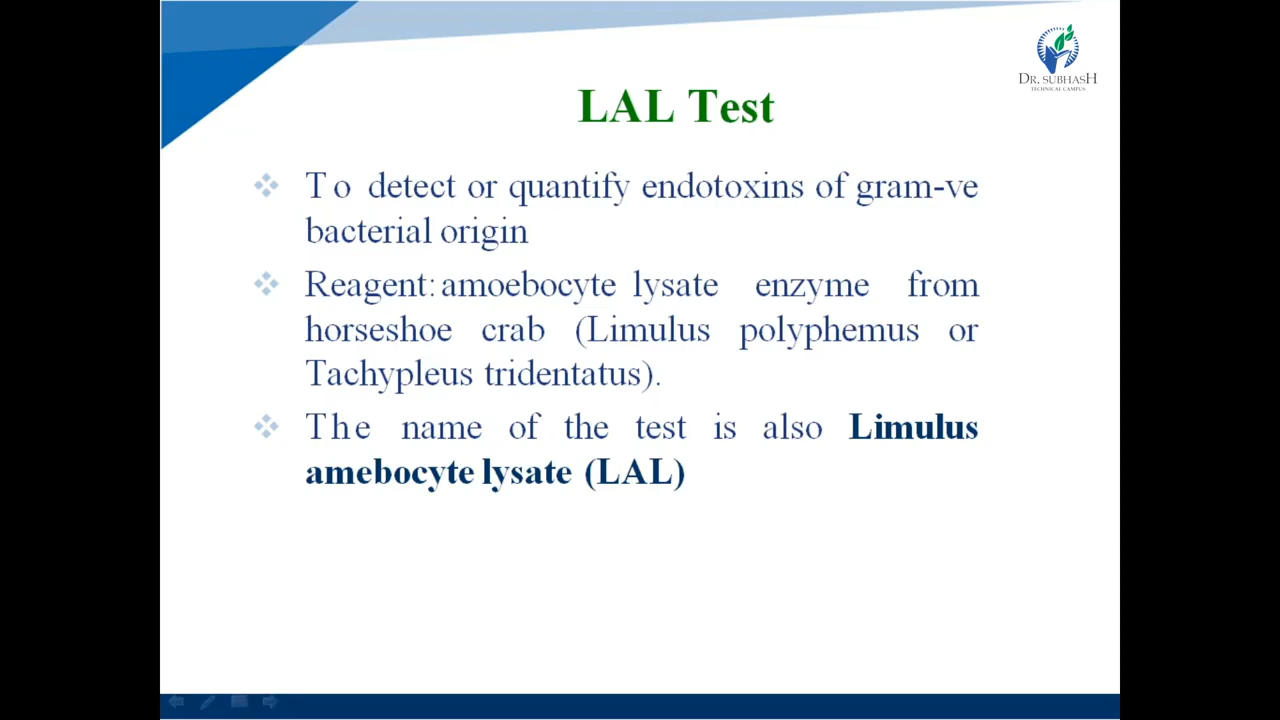 DR. SUBHASH
TECHNICAL CAMPUS
LAL Test
To detect or quantify endotoxins of gram-ve
bacterial origin
Reagent: amoebocyte lysate enzyme from
horseshoe crab (Limulus polyphemus or
Tachypleus tridentatus).
The name of the test is also Limulus
amebocyte lysate (LAL)